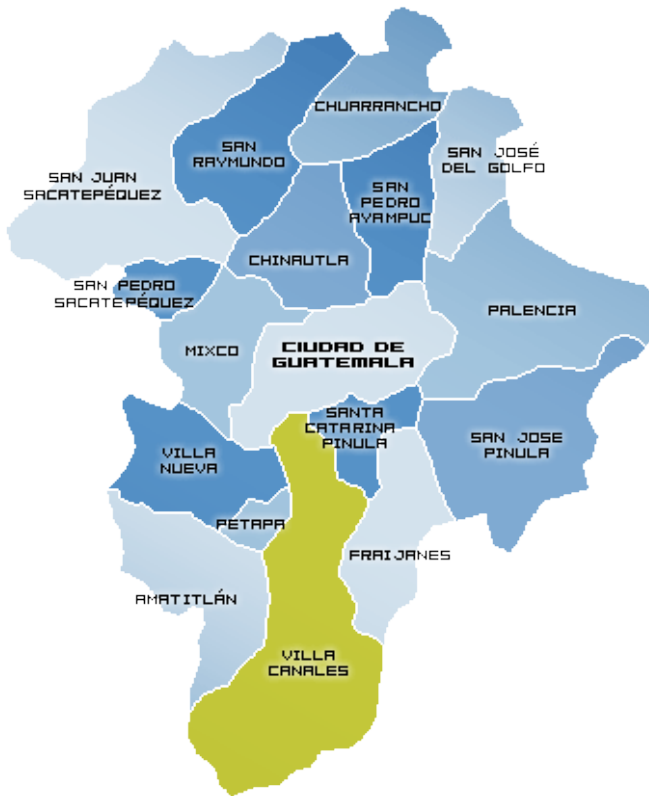 CHUARRANCHO
SAN
RAYMUNDO
SAN JOSÉ
DEL GOLFO
SAN JUAN
SACATEPÉQUEZ
SAN
PEDRO
AYAMPUC
CHINAUTLA
SAN PEDRO
SACATEPÉQUEZ
PALENCIA
MIXCO
CIUDAD DE
GUATEMALA
SANTA
CATARINA
PINULA
SAN JOSE
PINULA
VILLA
NUEVA
PETAPA
FRAIJANES
AMATITLÁN
VILLA
CANALES